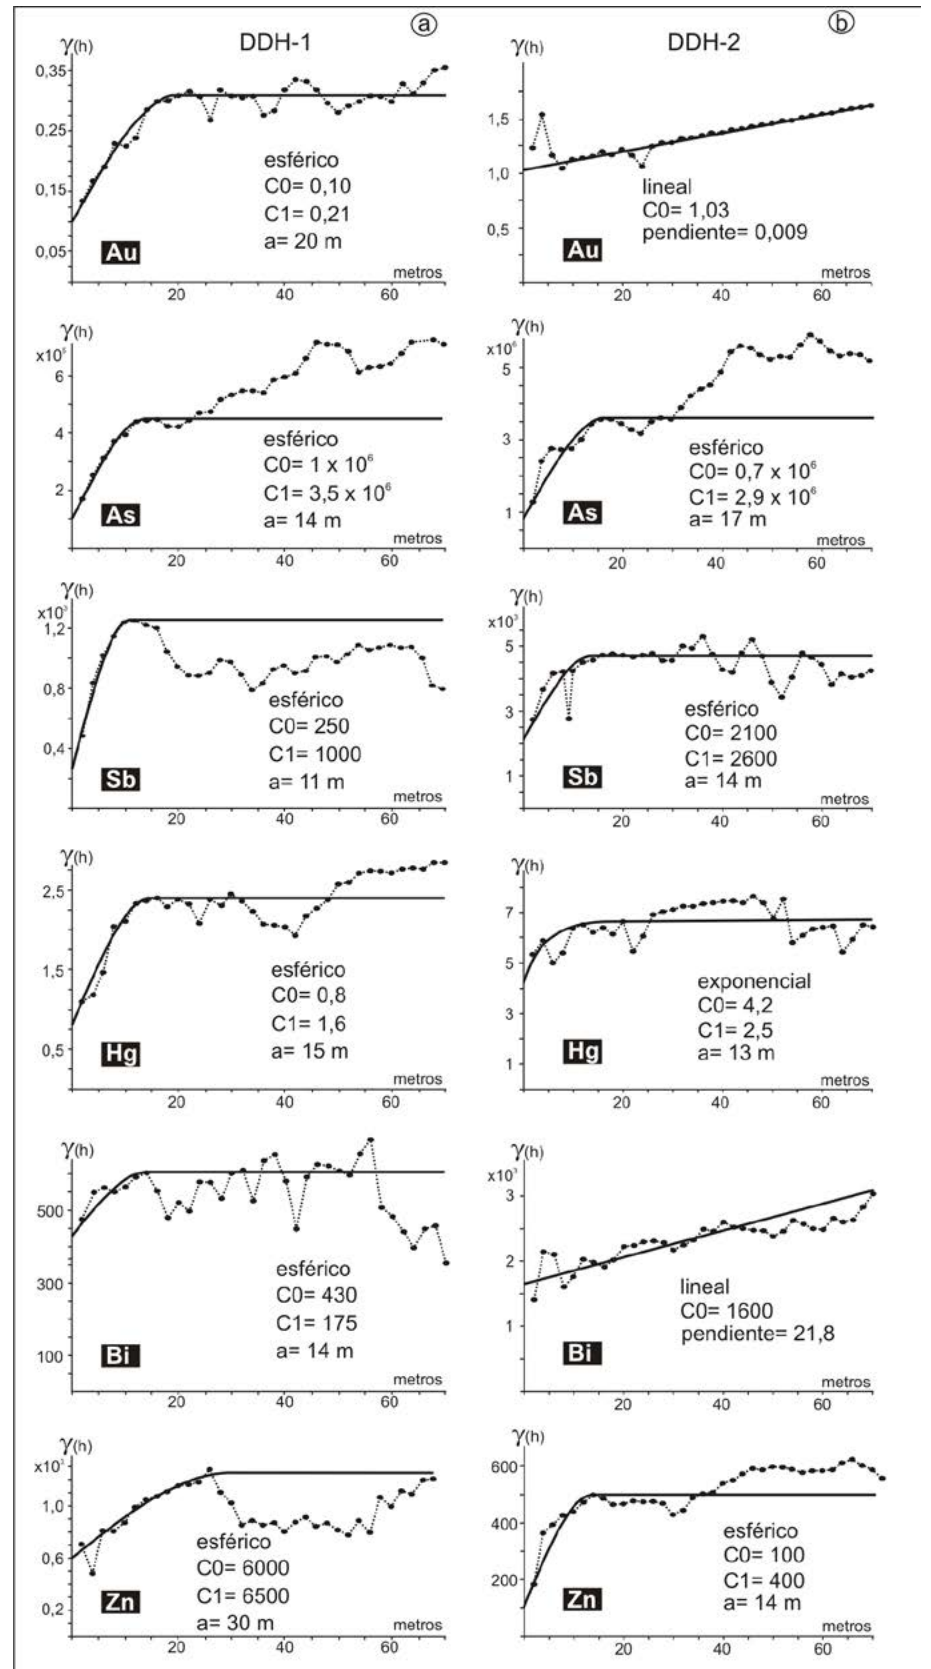 DDH-1
a
DDH-2
b
γ(h)
0,35
0,25
0,15
0,05
esférico
C0= 0,10
C1= 0,21
a= 20 m
Au
metros
20
40
60
γ(h)
1,5
1,0
0,5
lineal
C0= 1,03
pendiente= 0,009
Au
metros
20
40
60
γ(h)
6
4
2
esférico
C0= 1 x 10⁶
C1= 3,5 x 10⁶
a= 14 m
As
metros
20
40
60
γ(h)
x10⁶
5
3
1
esférico
C0= 0,7 x 10⁶
C1= 2,9 x 10⁶
a= 17 m
As
metros
20
40
60
γ(h)
x10³
1,2
0,8
0,4
esférico
C0= 250
C1= 1000
a= 11 m
Sb
metros
20
40
60
γ(h)
x10³
5
3
1
esférico
C0= 2100
C1= 2600
a= 14 m
Sb
metros
20
40
60
γ(h)
2,5
1,5
0,5
esférico
C0= 0,8
C1= 1,6
a= 15 m
Hg
metros
20
40
60
γ(h)
7
5
3
1
exponencial
C0= 4,2
C1= 2,5
a= 13 m
Hg
metros
20
40
60
γ(h)
500
300
100
esférico
C0= 430
C1= 175
a= 14 m
Bi
metros
20
40
60
γ(h)
x10³
3
2
1
lineal
C0= 1600
pendiente= 21,8
Bi
metros
20
40
60
γ(h)
1,0
0,6
0,2
esférico
C0= 6000
C1= 6500
a= 30 m
Zn
metros
20
40
60
γ(h)
600
400
200
esférico
C0= 100
C1= 400
a= 14 m
Zn
metros
20
40
60